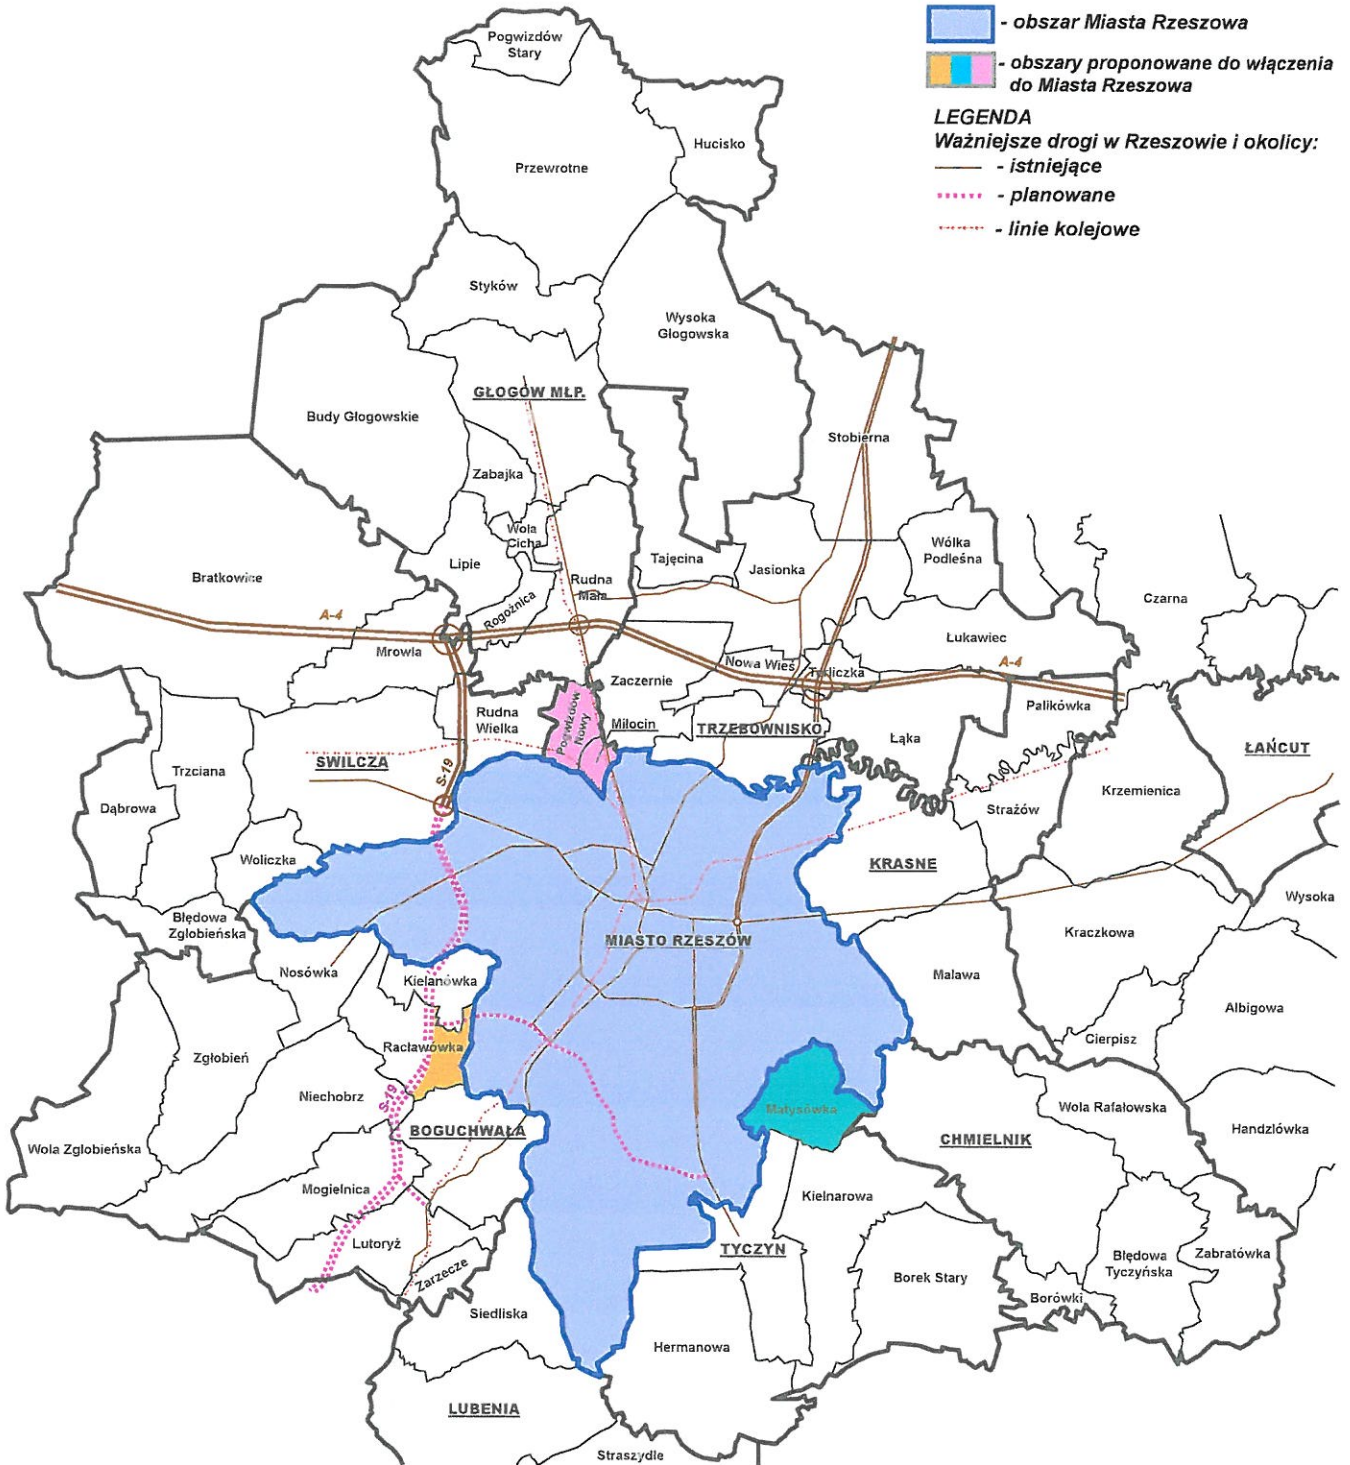 - obszar Miasta Rzeszowa
- obszary proponowane do włączenia
do Miasta Rzeszowa
LEGENDA
Ważniejsze drogi w Rzeszowie i okolicy:
- istniejące
- planowane
- linie kolejowe
Pogwizdów
Stary
Hucisko
Przewrotne
Styków
Wysoka
Głogowska
GŁOGÓW MŁP.
Budy Głogowskie
Stobierna
Zabajka
Wola
Cicha
Wólka
Podleśna
Lipie
Tajęcina
Jasionka
Bratkowice
Rudna
Mała
Rogoźnica
Czarna
A-4
Łukawiec
Mrowla
Nowa Wieś
Terliczka
A-4
Zaczernie
Palikówka
Rudna
Wielka
Pogwizdów
Nowy
Miłocin
TRZEBOWNISKO
Łąka
ŁAŃCUT
ŚWILCZA
S-19
Trzciana
Krzemienica
Dąbrowa
Strażów
Woliczka
KRASNE
Wysoka
Błędowa
Zgłobieńska
Kraczkowa
MIASTO RZESZÓW
Nosówka
Kielanówka
Malawa
Albigowa
Cierpisz
Zgłobień
Racławówka
Niechobrz
S-19
Matysówka
Wola Rafałowska
BOGUCHWAŁA
CHMIELNIK
Handzlówka
Wola Zgłobieńska
Mogielnica
Kielnarowa
Lutoryż
TYCZYN
Błędowa
Tyczyńska
Zabratówka
Zarzecze
Borek Stary
Borówki
Siedliska
Hermanowa
LUBENIA
Straszydle